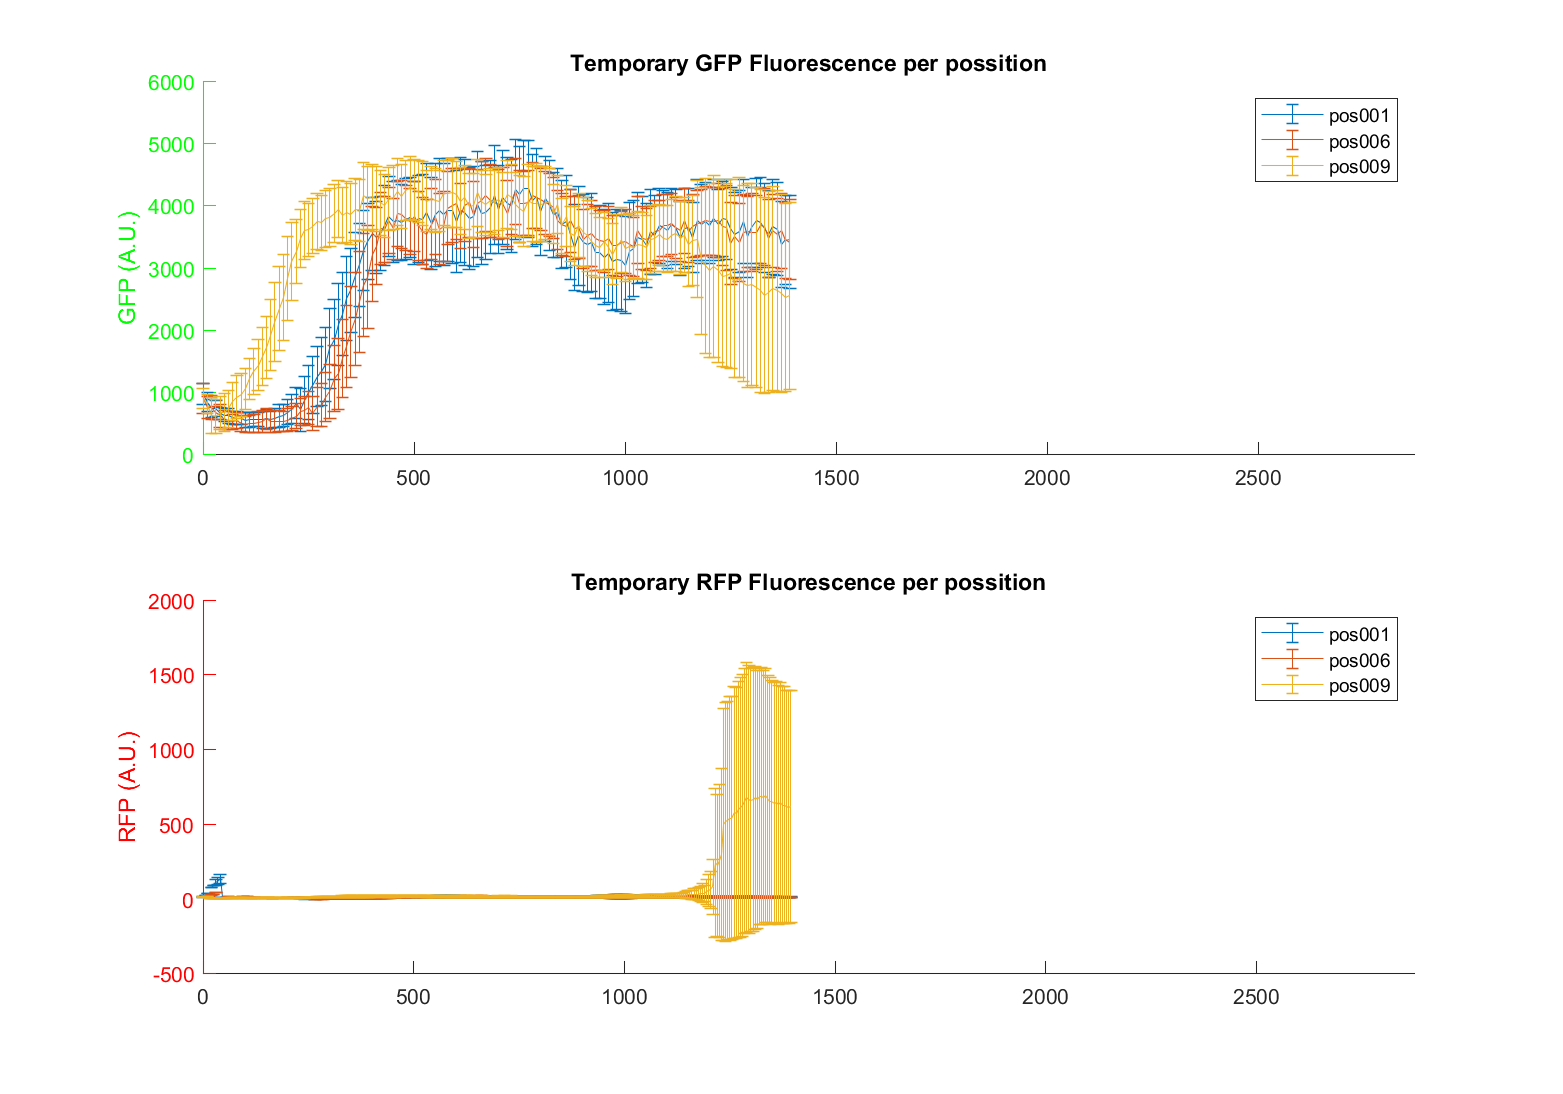 Temporary GFP Fluorescence per possition
6000
5000
4000
3000
2000
1000
0
GFP (A.U.)
0 500 1000 1500 2000 2500
pos001
pos006
pos009
Temporary RFP Fluorescence per possition
2000
1500
1000
500
0
-500
RFP (A.U.)
0 500 1000 1500 2000 2500
pos001
pos006
pos009